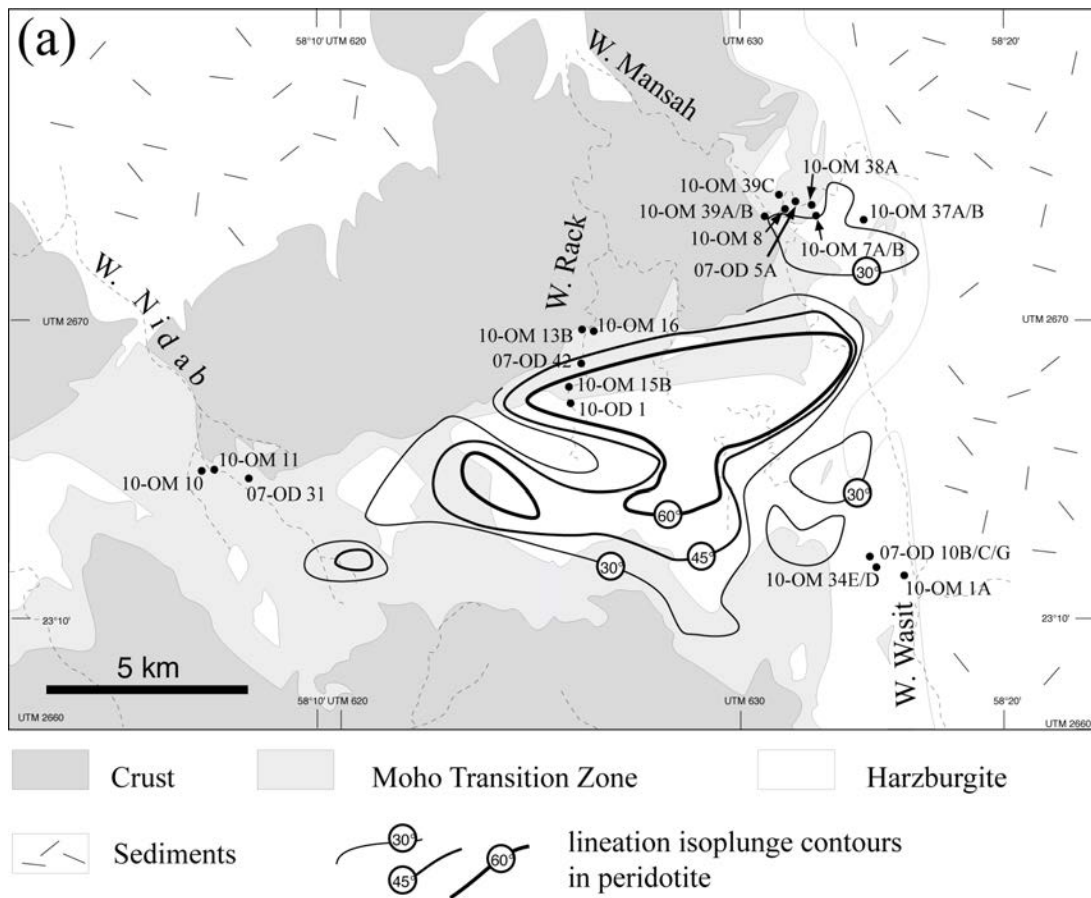 (a)
58°10' UTM 620
UTM 630
58°20'
W. Mansah
10-OM 38A
10-OM 39C
10-OM 39A/B
10-OM 37A/B
10-OM 8
10-OM 7A/B
07-OD 5A
30°
W. Rack
W. Nidab
UTM 2670
UTM 2670
10-OM 13B
10-OM 16
07-OD 42
10-OM 15B
10-OD 1
10-OM 11
10-OM 10
07-OD 31
30°
60°
45°
30°
07-OD 10B/C/G
10-OM 34E/D
10-OM 1A
W. Wasit
23°10'
23°10'
5 km
UTM 2660
58°10' UTM 620
UTM 630
58°20'
UTM 2660
Crust
Moho Transition Zone
Harzburgite
Sediments
30°
45°
60°
lineation isoplunge contours
in peridotite